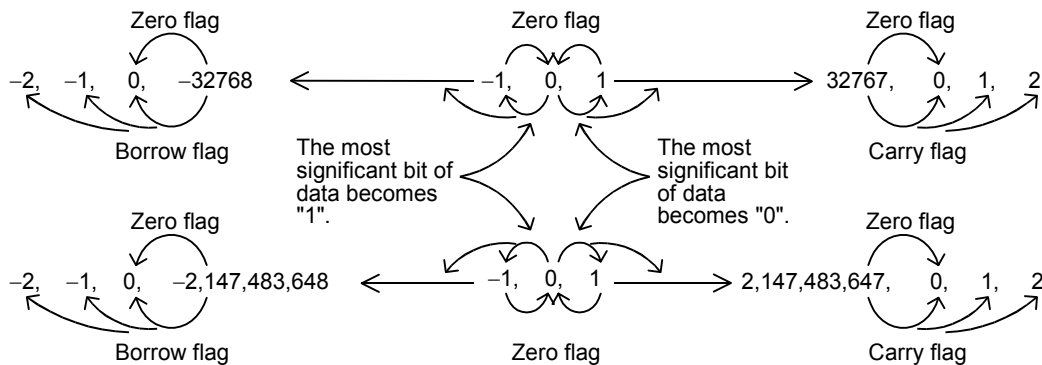 Zero flag Zero flag Zero flag
−2, −1, 0, −32768 −1, 0, 1 32767, 0, 1, 2
Borrow flag Carry flag
The most
significant bit of
data becomes
"1".
The most
significant bit
of data
becomes "0".
Zero flag Zero flag
−2, −1, 0, −2,147,483,648 −1, 0, 1 2,147,483,647, 0, 1, 2
Borrow flag Zero flag Carry flag